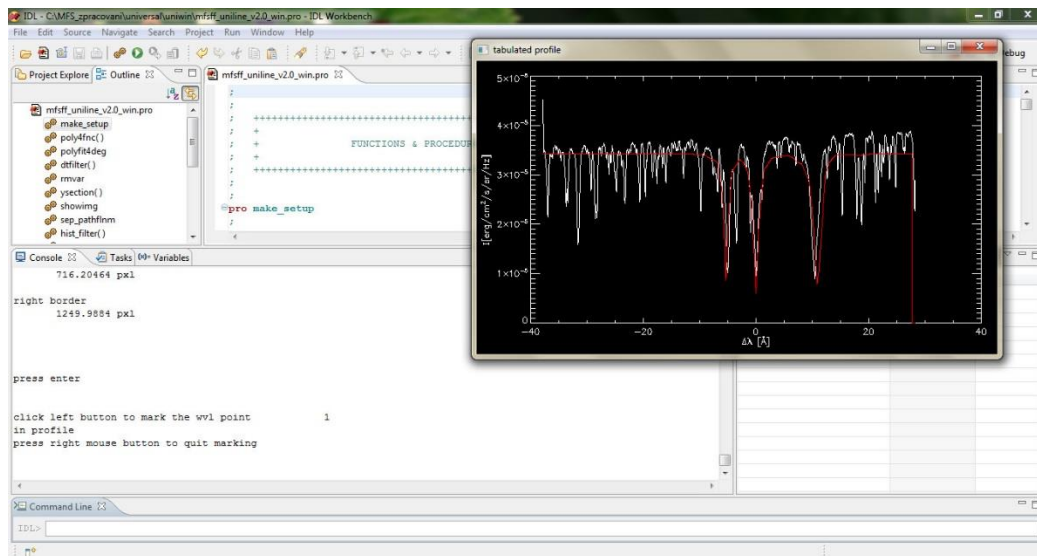 IDL - C:\MFS_zpracovani\universal\uniwin\mfsff_uniline_v2.0_win.pro - IDL Workbench
File Edit Source Navigate Search Project Run Window Help
tabulated profile
Project Explore Outline
mfsff_uniline_v2.0_win.pro
ebug
mfsff_uniline_v2.0_win.pro
make_setup
poly4fnc()
polyfit4deg
dtfilter()
rmvar
ysection()
showimg
sep_pathflnm
hist_filter()
;
;
; +++++++++++++++++++++++++++++++++++++++
; +
; + FUNCTIONS & PROCEDUR
; +
; +++++++++++++++++++++++++++++++++++++++
;
;
pro make_setup
;
5×10⁻⁵
4×10⁻⁵
3×10⁻⁵
2×10⁻⁵
1×10⁻⁵
0
I[erg/cm²/s/sr/Hz]
-40 -20 0 20 40
Δλ [Å]
Console Tasks Variables
716.20464 pxl
right border
1249.9884 pxl
press enter
click left button to mark the wvl point 1
in profile
press right mouse button to quit marking
Command Line
IDL>